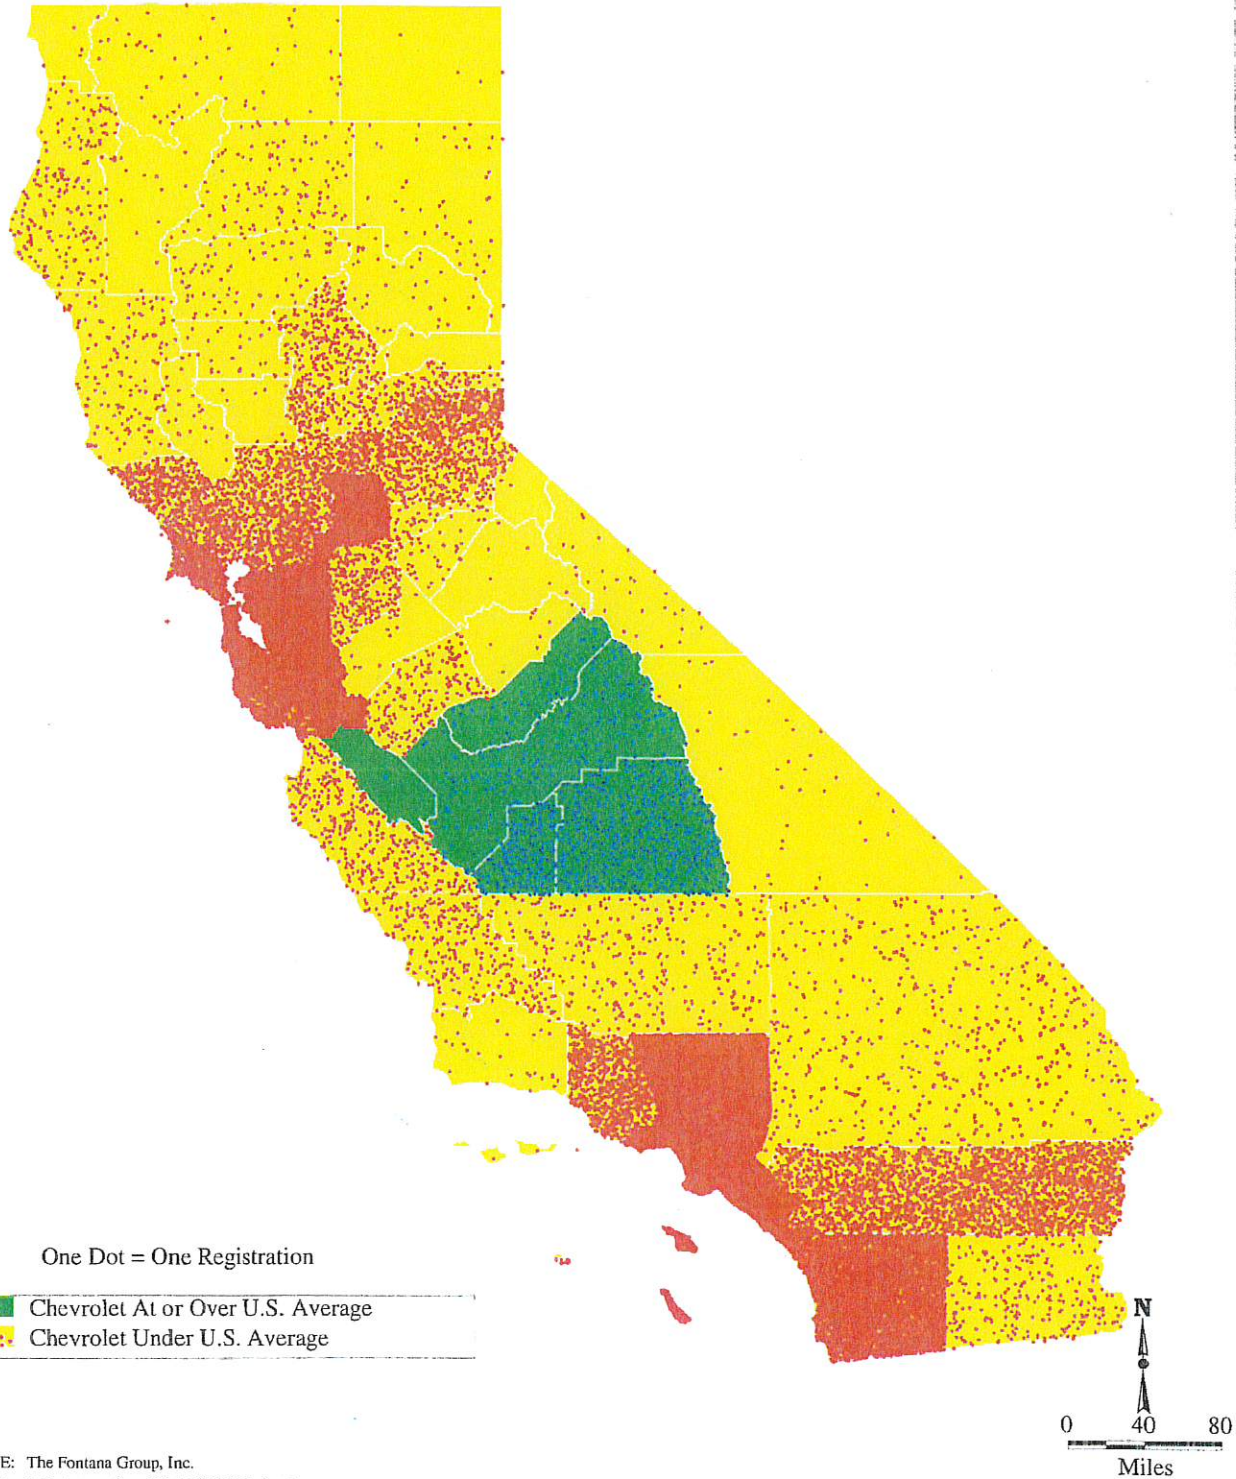 One Dot = One Registration
Chevrolet At or Over U.S. Average
Chevrolet Under U.S. Average
N
0 40 80
Miles
E: The Fontana Group, Inc.